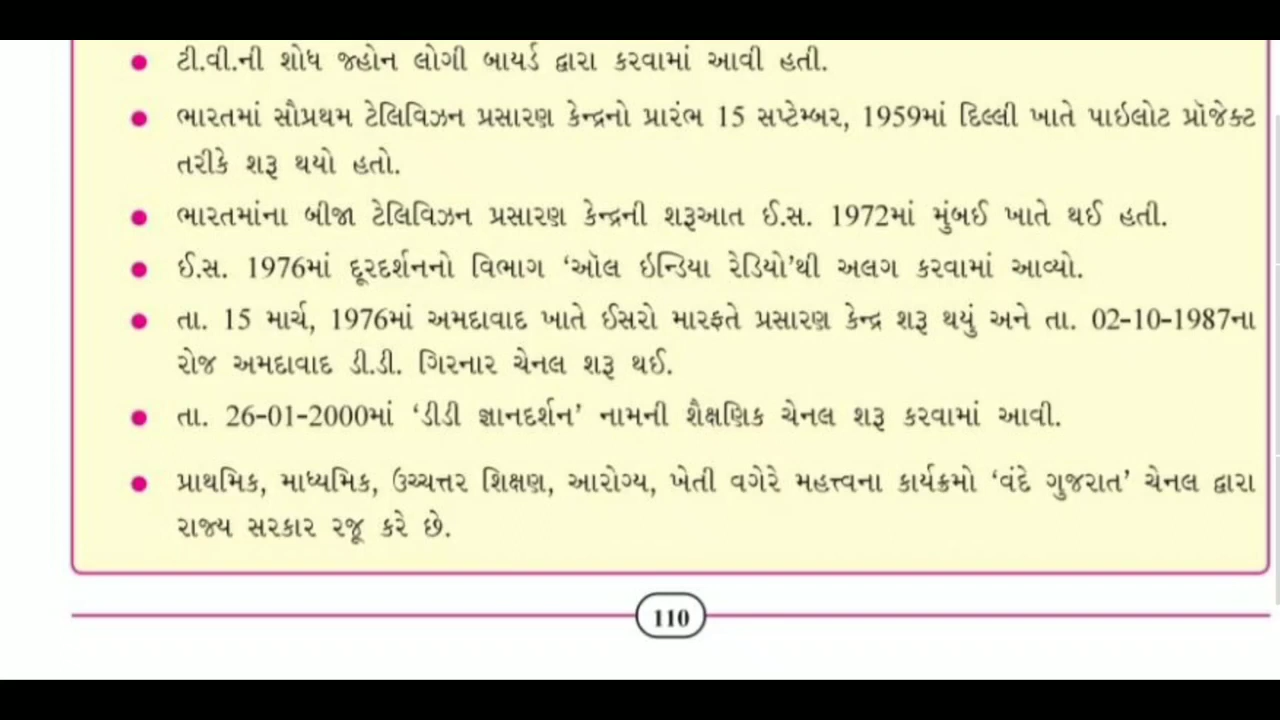 ટી.વી.ની શોધ જ્હોન લોગી બાયર્ડ દ્વારા કરવામાં આવી હતી.
ભારતમાં સૌપ્રથમ ટેલિવિઝન પ્રસારણ કેન્દ્રનો પ્રારંભ 15 સપ્ટેમ્બર, 1959માં દિલ્લી ખાતે પાઇલોટ પ્રૉજેક્ટ
તરીકે શરૂ થયો હતો.
ભારતમાંના બીજા ટેલિવિઝન પ્રસારણ કેન્દ્રની શરૂઆત ઈ.સ. 1972માં મુંબઈ ખાતે થઈ હતી.
ઈ.સ. 1976માં દૂરદર્શનનો વિભાગ ‘ઑલ ઇન્ડિયા રેડિયો’થી અલગ કરવામાં આવ્યો.
તા. 15 માર્ચ, 1976માં અમદાવાદ ખાતે ઈસરો મારફતે પ્રસારણ કેન્દ્ર શરૂ થયું અને તા. 02-10-1987ના
રોજ અમદાવાદ ડી.ડી. ગિરનાર ચેનલ શરૂ થઈ.
તા. 26-01-2000માં ‘ડીડી જ્ઞાનદર્શન’ નામની શૈક્ષણિક ચેનલ શરૂ કરવામાં આવી.
પ્રાથમિક, માધ્યમિક, ઉચ્ચત્તર શિક્ષણ, આરોગ્ય, ખેતી વગેરે મહત્ત્વના કાર્યક્રમો ‘વંદે ગુજરાત’ ચેનલ દ્વારા
રાજ્ય સરકાર રજૂ કરે છે.
110